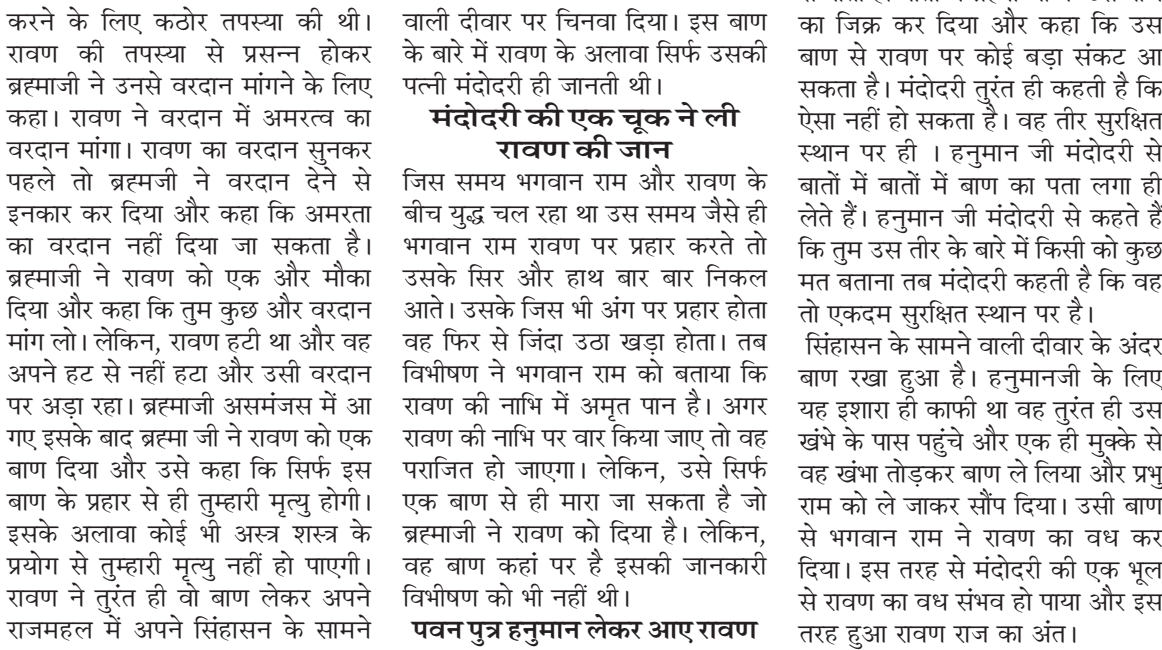 करने के लिए कठोर तपस्या की थी।
रावण की तपस्या से प्रसन्न होकर
ब्रह्माजी ने उनसे वरदान मांगने के लिए
कहा। रावण ने वरदान में अमरत्व का
वरदान मांगा। रावण का वरदान सुनकर
पहले तो ब्रह्मजी ने वरदान देने से
इनकार कर दिया और कहा कि अमरता
का वरदान नहीं दिया जा सकता है।
ब्रह्माजी ने रावण को एक और मौका
दिया और कहा कि तुम कुछ और वरदान
मांग लो। लेकिन, रावण हटी था और वह
अपने हट से नहीं हटा और उसी वरदान
पर अड़ा रहा। ब्रह्माजी असमंजस में आ
गए इसके बाद ब्रह्मा जी ने रावण को एक
बाण दिया और उसे कहा कि सिर्फ इस
बाण के प्रहार से ही तुम्हारी मृत्यु होगी।
इसके अलावा कोई भी अस्त्र शस्त्र के
प्रयोग से तुम्हारी मृत्यु नहीं हो पाएगी।
रावण ने तुरंत ही वो बाण लेकर अपने
राजमहल में अपने सिंहासन के सामने
वाली दीवार पर चिनवा दिया। इस बाण
के बारे में रावण के अलावा सिर्फ उसकी
पत्नी मंदोदरी ही जानती थी।
मंदोदरी की एक चूक ने ली
रावण की जान
जिस समय भगवान राम और रावण के
बीच युद्ध चल रहा था उस समय जैसे ही
भगवान राम रावण पर प्रहार करते तो
उसके सिर और हाथ बार बार निकल
आते। उसके जिस भी अंग पर प्रहार होता
वह फिर से जिंदा उठा खड़ा होता। तब
विभीषण ने भगवान राम को बताया कि
रावण की नाभि में अमृत पान है। अगर
रावण की नाभि पर वार किया जाए तो वह
पराजित हो जाएगा। लेकिन, उसे सिर्फ
एक बाण से ही मारा जा सकता है जो
ब्रह्माजी ने रावण को दिया है। लेकिन,
वह बाण कहां पर है इसकी जानकारी
विभीषण को भी नहीं थी।
पवन पुत्र हनुमान लेकर आए रावण
का जिक्र कर दिया और कहा कि उस
बाण से रावण पर कोई बड़ा संकट आ
सकता है। मंदोदरी तुरंत ही कहती है कि
ऐसा नहीं हो सकता है। वह तीर सुरक्षित
स्थान पर ही । हनुमान जी मंदोदरी से
बातों में बातों में बाण का पता लगा ही
लेते हैं। हनुमान जी मंदोदरी से कहते हैं
कि तुम उस तीर के बारे में किसी को कुछ
मत बताना तब मंदोदरी कहती है कि वह
तो एकदम सुरक्षित स्थान पर है।
सिंहासन के सामने वाली दीवार के अंदर
बाण रखा हुआ है। हनुमानजी के लिए
यह इशारा ही काफी था वह तुरंत ही उस
खंभे के पास पहुंचे और एक ही मुक्के से
वह खंभा तोड़कर बाण ले लिया और प्रभु
राम को ले जाकर सौंप दिया। उसी बाण
से भगवान राम ने रावण का वध कर
दिया। इस तरह से मंदोदरी की एक भूल
से रावण का वध संभव हो पाया और इस
तरह हुआ रावण राज का अंत।